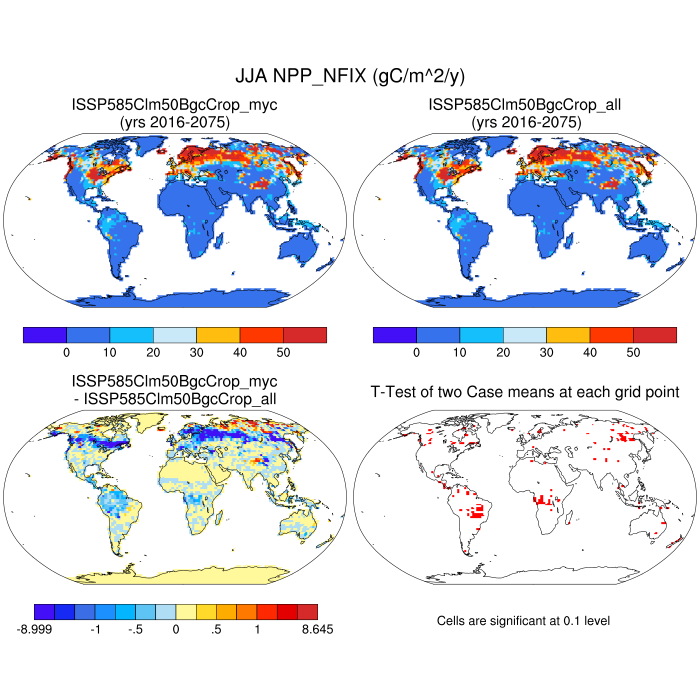 JJA NPP_NFIX (gC/m^2/y)
ISSP585Clm50BgcCrop_myc
(yrs 2016-2075)
ISSP585Clm50BgcCrop_all
(yrs 2016-2075)
0 10 20 30 40 50
0 10 20 30 40 50
ISSP585Clm50BgcCrop_myc
- ISSP585Clm50BgcCrop_all
T-Test of two Case means at each grid point
-8.999 -1 -.5 0 .5 1 8.645
Cells are significant at 0.1 level